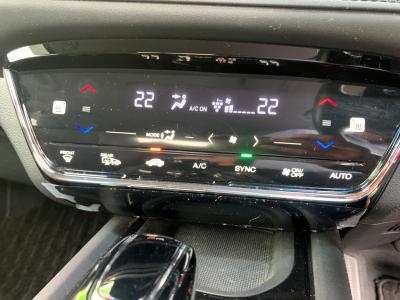 22 A/C ON 22
MODE
FRONT REAR A/C SYNC ON/OFF AUTO